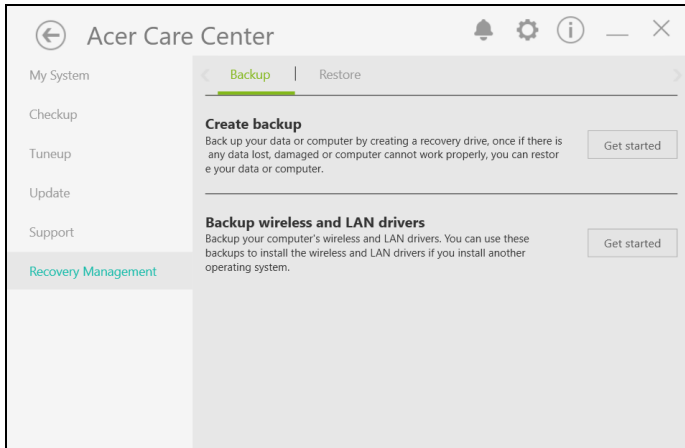 Acer Care Center
My System
Checkup
Tuneup
Update
Support
Recovery Management
Backup
Restore
Create backup
Back up your data or computer by creating a recovery drive, once if there is
any data lost, damaged or computer cannot work properly, you can restor
e your data or computer.
Get started
Backup wireless and LAN drivers
Backup your computer's wireless and LAN drivers. You can use these
backups to install the wireless and LAN drivers if you install another
operating system.
Get started